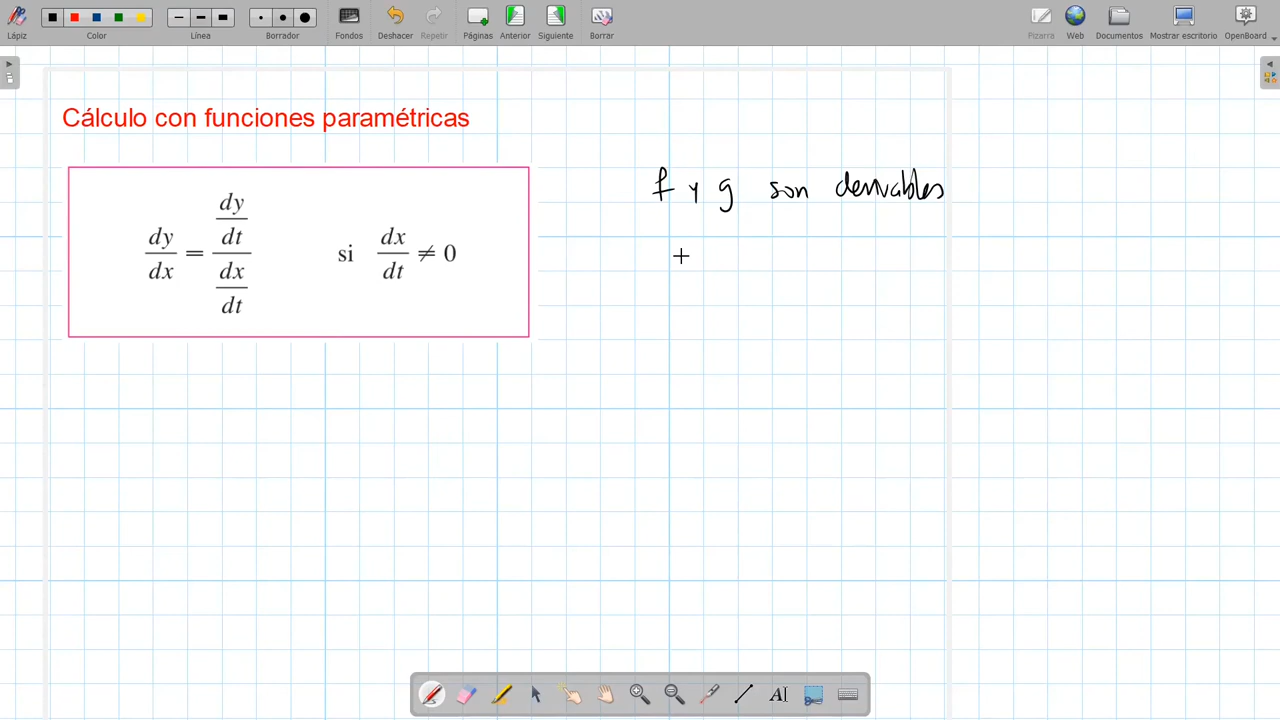 Lápiz Color Línea Borrador Fondos Deshacer Repetir Páginas Anterior Siguiente Borrar Pizarra Web Documentos Mostrar escritorio OpenBoard
Cálculo con funciones paramétricas
dy/dx = (dy/dt)/(dx/dt) si dx/dt ≠ 0
f y g son derivables
AI